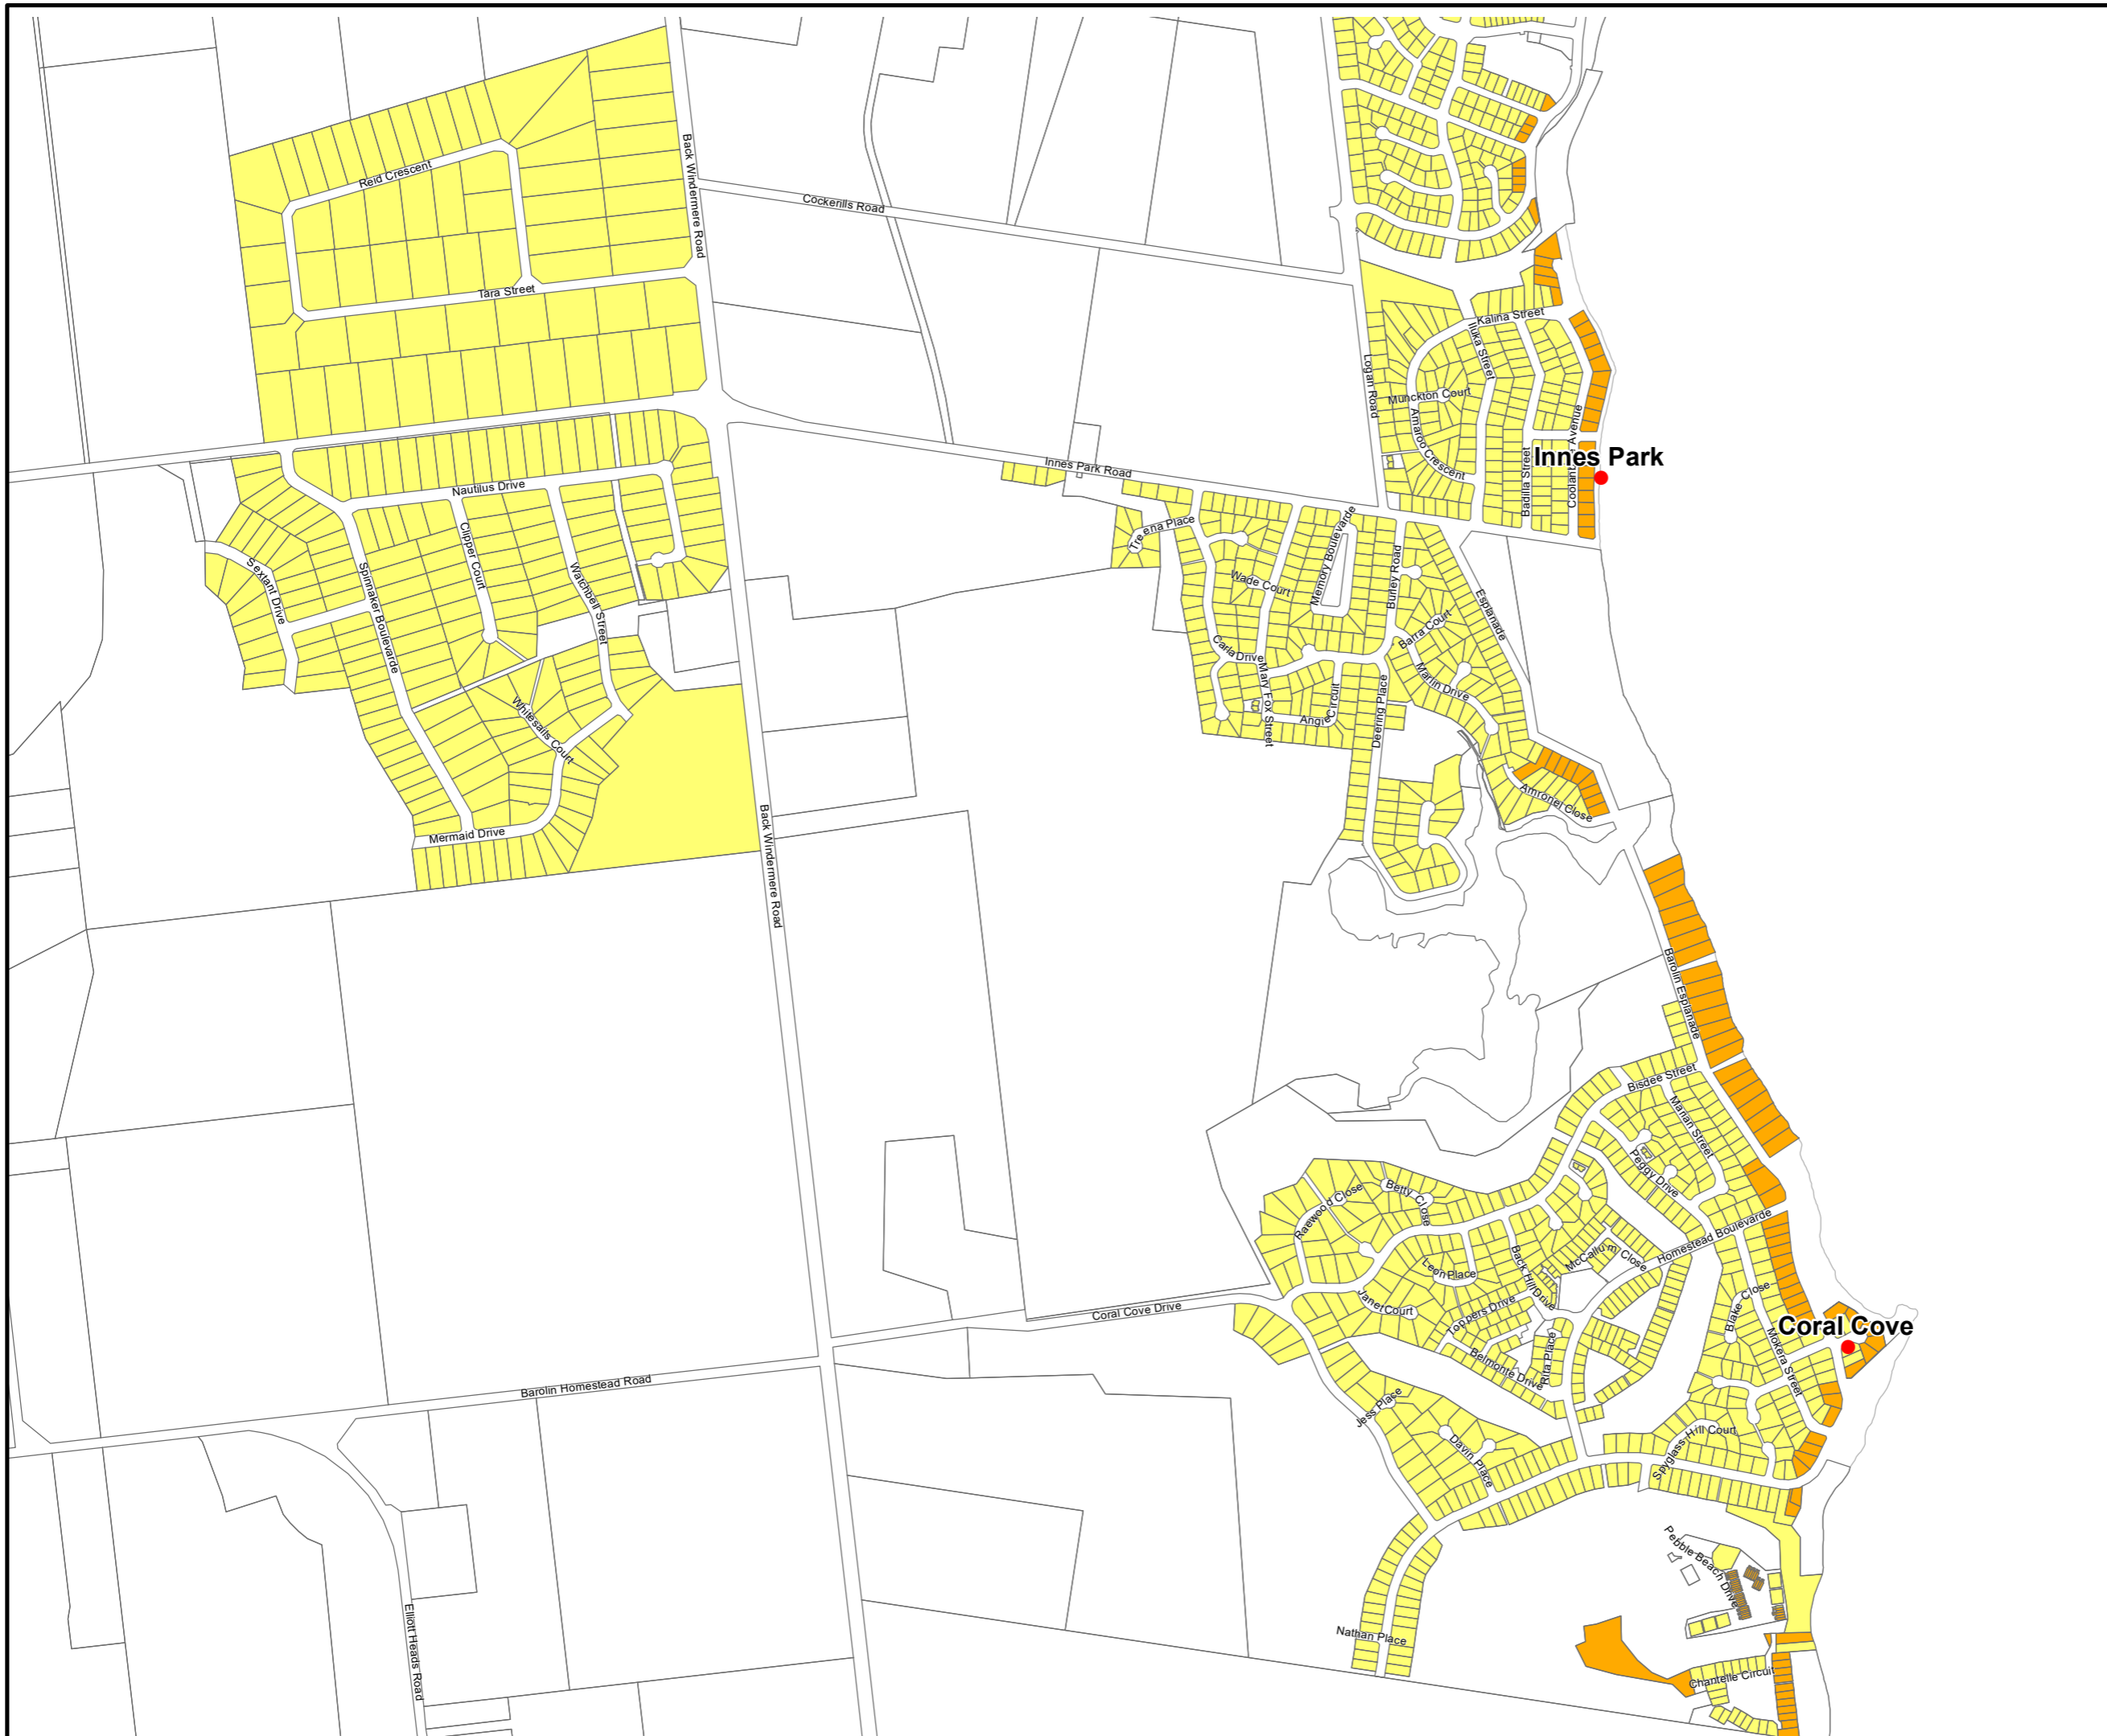 Reid Crescent
Back Windermere Road
Cockerills Road
Tara Street
Kalina Street
Iluka Street
Logan Road
Munckton Court
Amaroo Crescent
Avenue
Innes Park
Badilla Street
Innes Park Road
Nautilus Drive
Clipper Court
Watchbell Street
Spinnaker Boulevarde
Sextant Drive
Treena Place
Memory Boulevarde
Wade Court
Burley Road
Esplanade
Barra Court
Carla Drive
Mary Fox Street
Marlin Drive
Angie Circuit
Deering Place
Whitesails Court
Amronel Close
Mermaid Drive
Back Windermere Road
Barolin Esplanade
Bisdee Street
Marian Street
Peggy Drive
Raewood Close
Betty Close
Homestead Boulevarde
McCallum Close
Back Hill Drive
Leon Place
Janet Court
Toppers Drive
Coral Cove Drive
Blake Close
Coral Cove
Mokera Street
Rita Place
Belmonte Drive
Barolin Homestead Road
Jess Place
Davin Place
Spyglass Hill Court
Pebble Beach Drive
Elliott Heads Road
Nathan Place
Chantelle Circuit